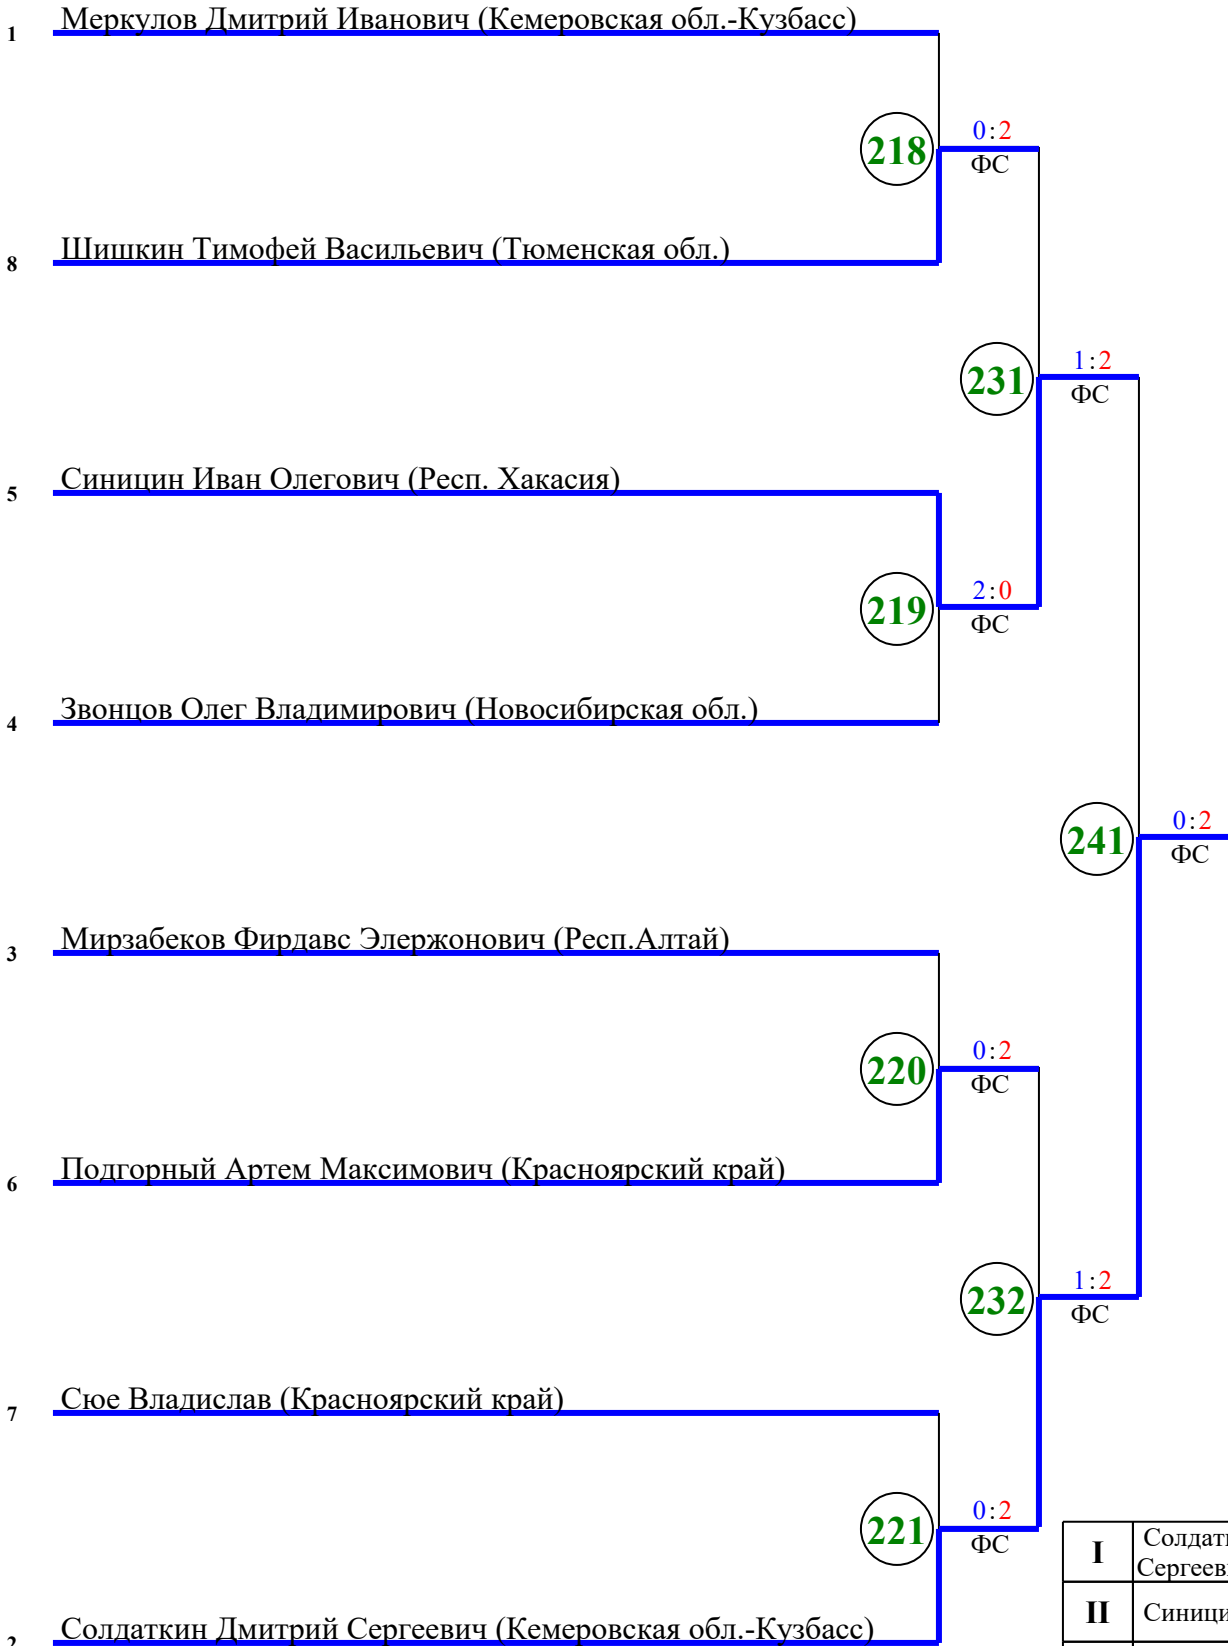 Меркулов Дмитрий Иванович (Кемеровская обл.-Кузбасс)
1
0:2
218
ФС
Шишкин Тимофей Васильевич (Тюменская обл.)
8
1:2
231
ФС
Синицин Иван Олегович (Респ. Хакасия)
5
2:0
219
ФС
Звонцов Олег Владимирович (Новосибирская обл.)
4
0:2
241
ФС
Мирзабеков Фирдавс Элержонович (Респ.Алтай)
3
0:2
220
ФС
Подгорный Артем Максимович (Красноярский край)
6
1:2
232
ФС
Сюе Владислав (Красноярский край)
7
0:2
221
ФС
I
II Синици
Солдаткин Дмитрий Сергеевич (Кемеровская обл.-Кузбасс)
2